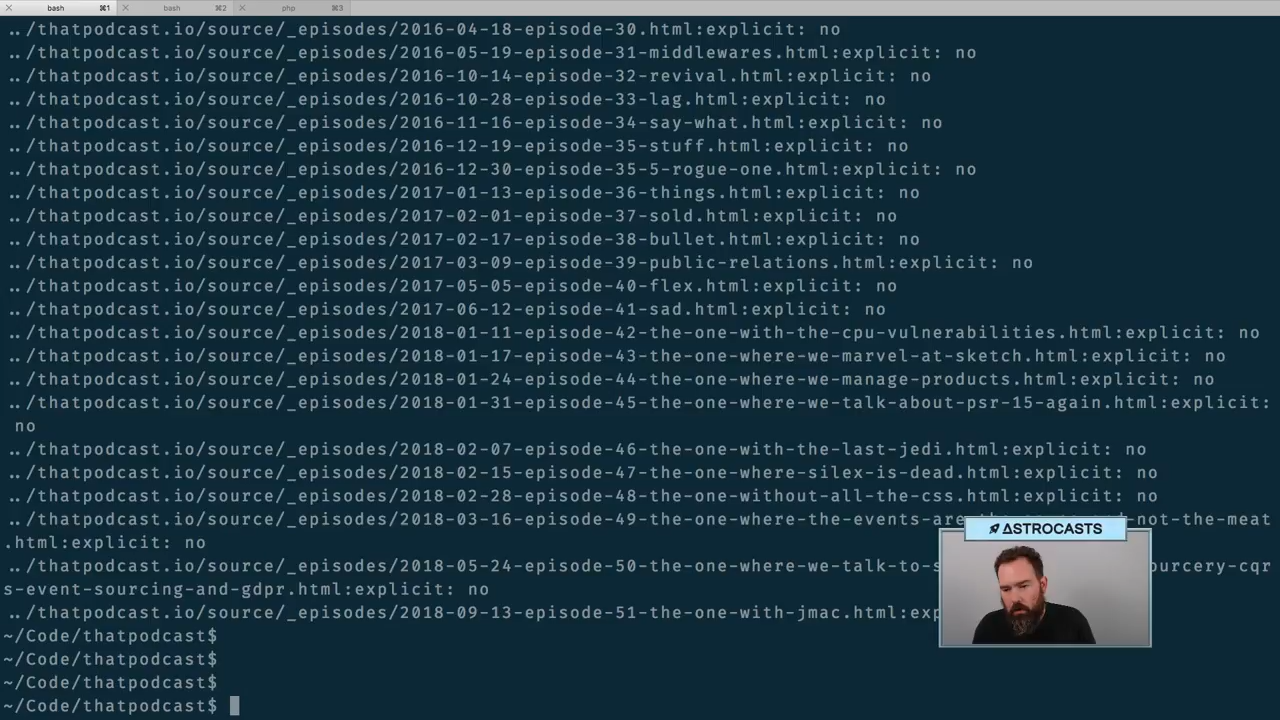 bash ⌘1 bash ⌘2 php ⌘3
../thatpodcast.io/source/_episodes/2016-04-18-episode-30.html:explicit: no
../thatpodcast.io/source/_episodes/2016-05-19-episode-31-middlewares.html:explicit: no
../thatpodcast.io/source/_episodes/2016-10-14-episode-32-revival.html:explicit: no
../thatpodcast.io/source/_episodes/2016-10-28-episode-33-lag.html:explicit: no
../thatpodcast.io/source/_episodes/2016-11-16-episode-34-say-what.html:explicit: no
../thatpodcast.io/source/_episodes/2016-12-19-episode-35-stuff.html:explicit: no
../thatpodcast.io/source/_episodes/2016-12-30-episode-35-5-rogue-one.html:explicit: no
../thatpodcast.io/source/_episodes/2017-01-13-episode-36-things.html:explicit: no
../thatpodcast.io/source/_episodes/2017-02-01-episode-37-sold.html:explicit: no
../thatpodcast.io/source/_episodes/2017-02-17-episode-38-bullet.html:explicit: no
../thatpodcast.io/source/_episodes/2017-03-09-episode-39-public-relations.html:explicit: no
../thatpodcast.io/source/_episodes/2017-05-05-episode-40-flex.html:explicit: no
../thatpodcast.io/source/_episodes/2017-06-12-episode-41-sad.html:explicit: no
../thatpodcast.io/source/_episodes/2018-01-11-episode-42-the-one-with-the-cpu-vulnerabilities.html:explicit: no
../thatpodcast.io/source/_episodes/2018-01-17-episode-43-the-one-where-we-marvel-at-sketch.html:explicit: no
../thatpodcast.io/source/_episodes/2018-01-24-episode-44-the-one-where-we-manage-products.html:explicit: no
../thatpodcast.io/source/_episodes/2018-01-31-episode-45-the-one-where-we-talk-about-psr-15-again.html:explicit:
no
../thatpodcast.io/source/_episodes/2018-02-07-episode-46-the-one-with-the-last-jedi.html:explicit: no
../thatpodcast.io/source/_episodes/2018-02-15-episode-47-the-one-where-silex-is-dead.html:explicit: no
../thatpodcast.io/source/_episodes/2018-02-28-episode-48-the-one-without-all-the-css.html:explicit: no
../thatpodcast.io/source/_episodes/2018-03-16-episode-49-the-one-where-the-events-are- -not-the-meat
.html:explicit: no
../thatpodcast.io/source/_episodes/2018-05-24-episode-50-the-one-where-we-talk-to- -cqr
s-event-sourcing-and-gdpr.html:explicit: no
../thatpodcast.io/source/_episodes/2018-09-13-episode-51-the-one-with-jmac.html:
ΔSTROCASTS
~/Code/thatpodcast$
~/Code/thatpodcast$
~/Code/thatpodcast$
~/Code/thatpodcast$